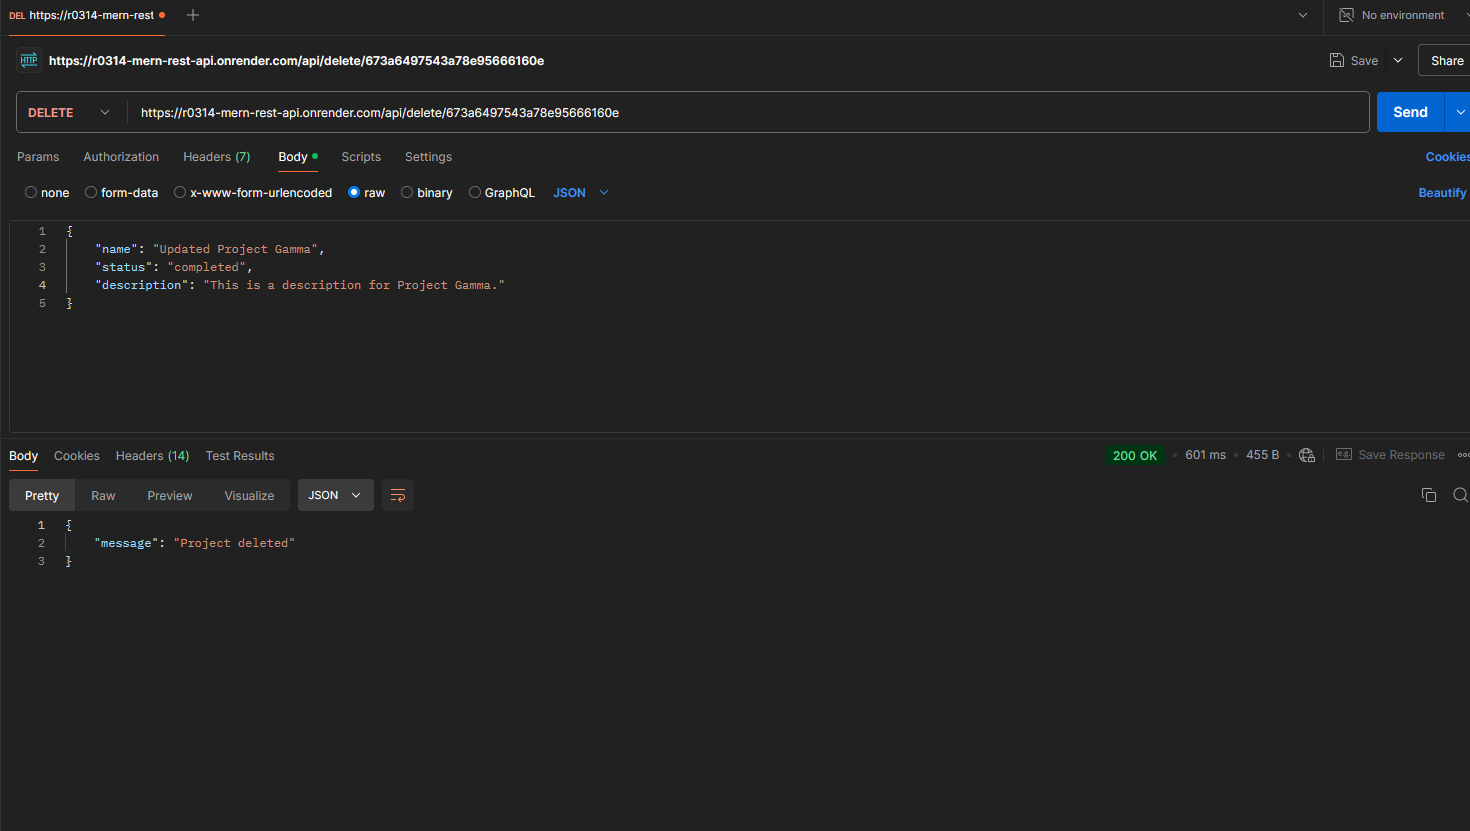 DEL https://r0314-mern-rest
No environment
HTTP https://r0314-mern-rest-api.onrender.com/api/delete/673a6497543a78e95666160e
Save
Share
DELETE https://r0314-mern-rest-api.onrender.com/api/delete/673a6497543a78e95666160e
Send
Params Authorization Headers (7) Body Scripts Settings Cookies
none form-data x-www-form-urlencoded raw binary GraphQL JSON Beautify
1 {
2 "name": "Updated Project Gamma",
3 "status": "completed",
4 "description": "This is a description for Project Gamma."
5 }
Body Cookies Headers (14) Test Results 200 OK 601 ms 455 B e.g. Save Response
Pretty Raw Preview Visualize JSON
1 {
2 "message": "Project deleted"
3 }